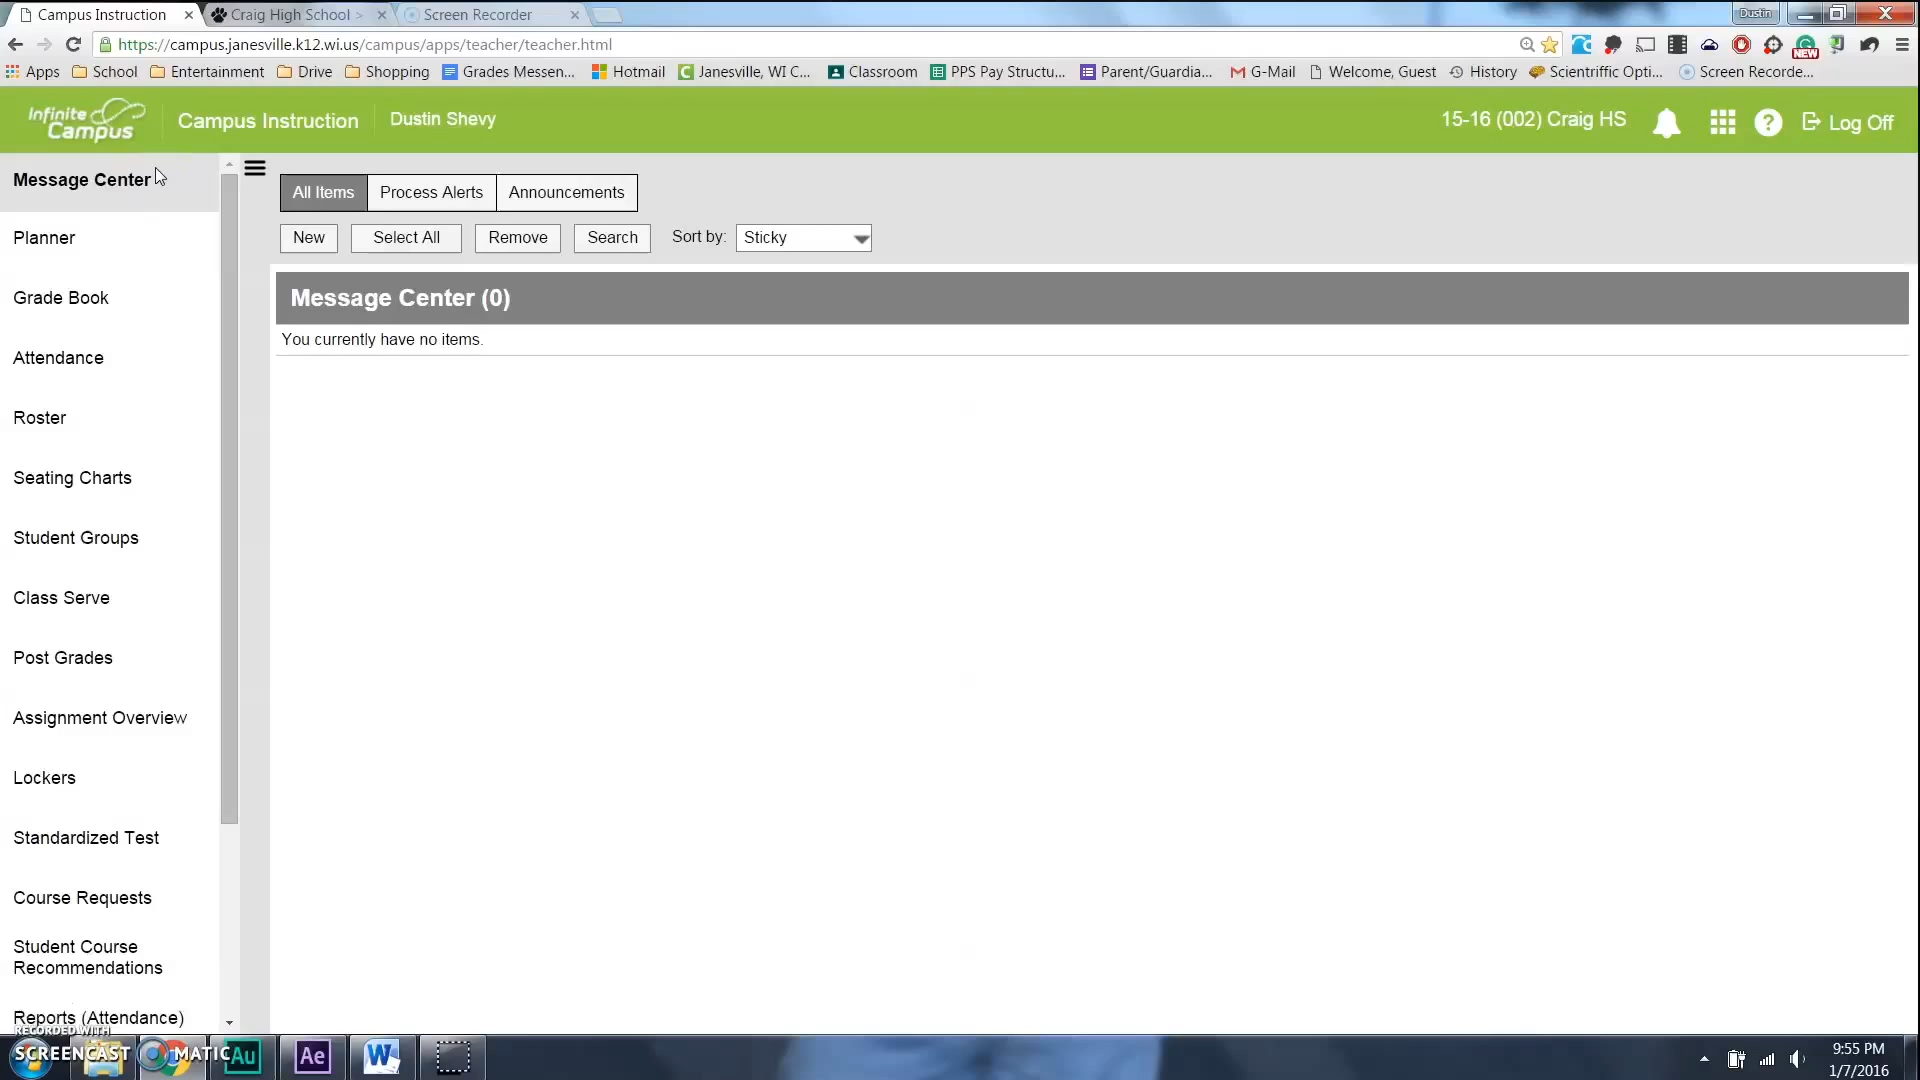 Campus Instruction
Craig High School >
Screen Recorder
Dustin
https://campus.janesville.k12.wi.us/campus/apps/teacher/teacher.html
Apps School Entertainment Drive Shopping Grades Messen... Hotmail Janesville, WI C... Classroom PPS Pay Structu... Parent/Guardia... G-Mail Welcome, Guest History Scientriffic Opti... Screen Recorde...
NEW
Infinite Campus
Campus Instruction
Dustin Shevy
15-16 (002) Craig HS
?
Log Off
Message Center
Planner
Grade Book
Attendance
Roster
Seating Charts
Student Groups
Class Serve
Post Grades
Assignment Overview
Lockers
Standardized Test
Course Requests
Student Course
Recommendations
Reports (Attendance)
All Items Process Alerts Announcements
New Select All Remove Search Sort by: Sticky
Message Center (0)
You currently have no items.
RECORDED WITH
SCREENCAST MATIC
Au
Ae
W
9:55 PM
1/7/2016